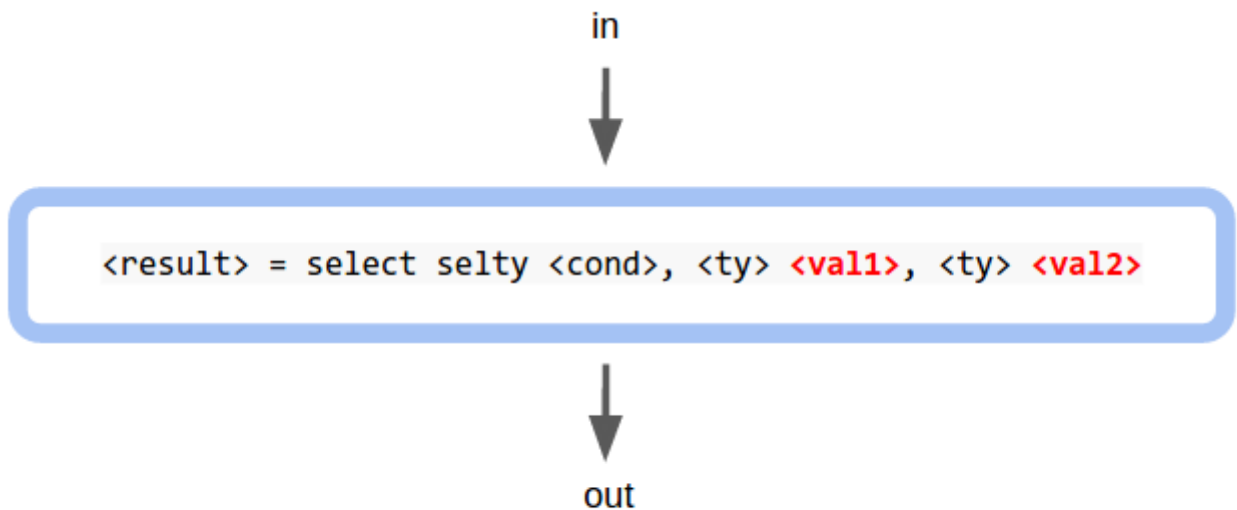 in
<result> = select selty <cond>, <ty> <val1>, <ty> <val2>
out